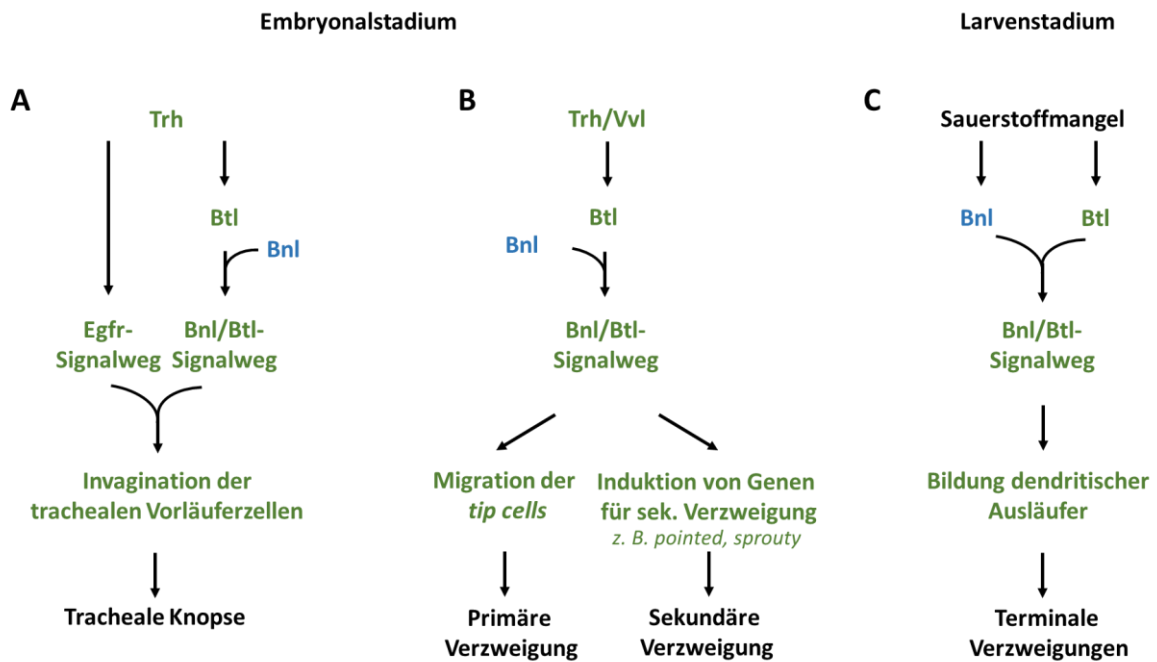 Embryonalstadium
Larvenstadium
A
Trh
Btl
Bnl
Egfr-
Signalweg
Bnl/Btl-
Signalweg
Invagination der
trachealen Vorläuferzellen
Tracheale Knopse
B
Trh/Vvl
Btl
Bnl
Bnl/Btl-
Signalweg
Migration der
tip cells
Induktion von Genen
für sek. Verzweigung
z. B. pointed, sprouty
Primäre
Verzweigung
Sekundäre
Verzweigung
C
Sauerstoffmangel
Bnl
Btl
Bnl/Btl-
Signalweg
Bildung dendritischer
Ausläufer
Terminale
Verzweigungen